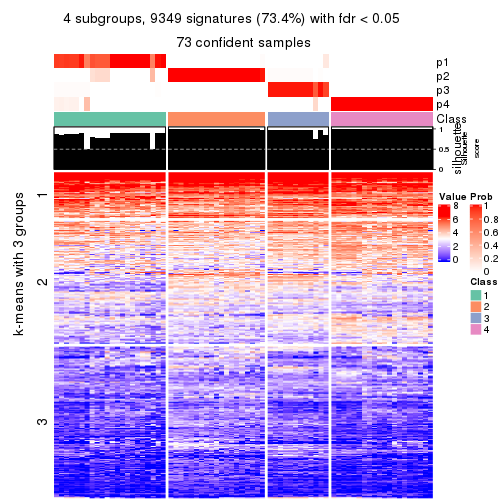 4 subgroups, 9349 signatures (73.4%) with fdr < 0.05
73 confident samples
p1
p2
p3
p4
Class
silhouette
Silhouette
score
1
0.5
0
k-means with 3 groups
1
2
3
Value
8
6
4
2
0
Prob
1
0.8
0.6
0.4
0.2
0
Class
1
2
3
4